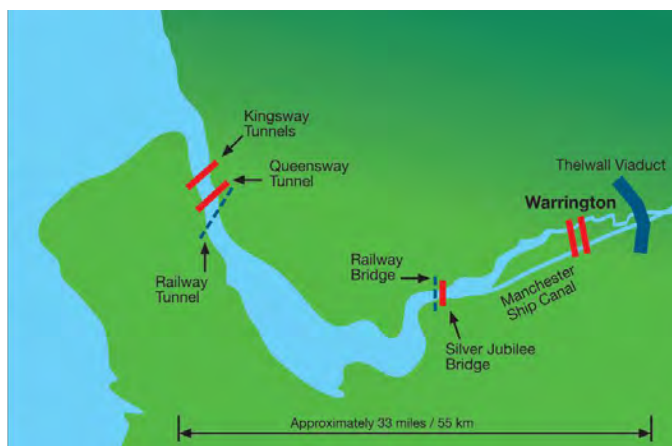 Kingsway
Tunnels
Queensway
Tunnel
Thelwall Viaduct
Warrington
Railway
Bridge
Railway
Tunnel
Manchester
Ship Canal
Silver Jubilee
Bridge
Approximately 33 miles / 55 km